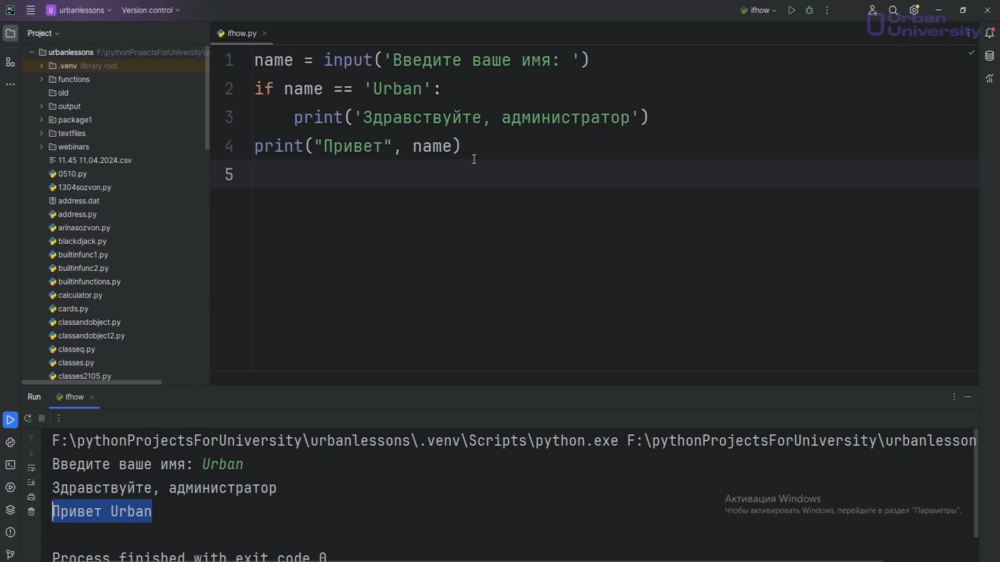 PC
U urbanlessons
Version control
ifhow
Urban
University
Project
ifhow.py
urbanlessons F:\pythonProjectsForUniversity\u
.venv library root
functions
old
output
package1
textfiles
webinars
11.45 11.04.2024.csv
0510.py
1304sozvon.py
address.dat
address.py
arinasozvon.py
blackdjack.py
builtinfunc1.py
builtinfunc2.py
builtinfunctions.py
calculator.py
cards.py
classandobject.py
classandobject2.py
classeq.py
classes.py
classes2105.py
1 name = input('Введите ваше имя: ')
2 if name == 'Urban':
3 print('Здравствуйте, администратор')
4 print("Привет", name)
5
Run
ifhow
F:\pythonProjectsForUniversity\urbanlessons\.venv\Scripts\python.exe F:\pythonProjectsForUniversity\urbanlesson
Введите ваше имя: Urban
Здравствуйте, администратор
Привет Urban
Process finished with exit code 0
Активация Windows
Чтобы активировать Windows, перейдите в раздел "Параметры".